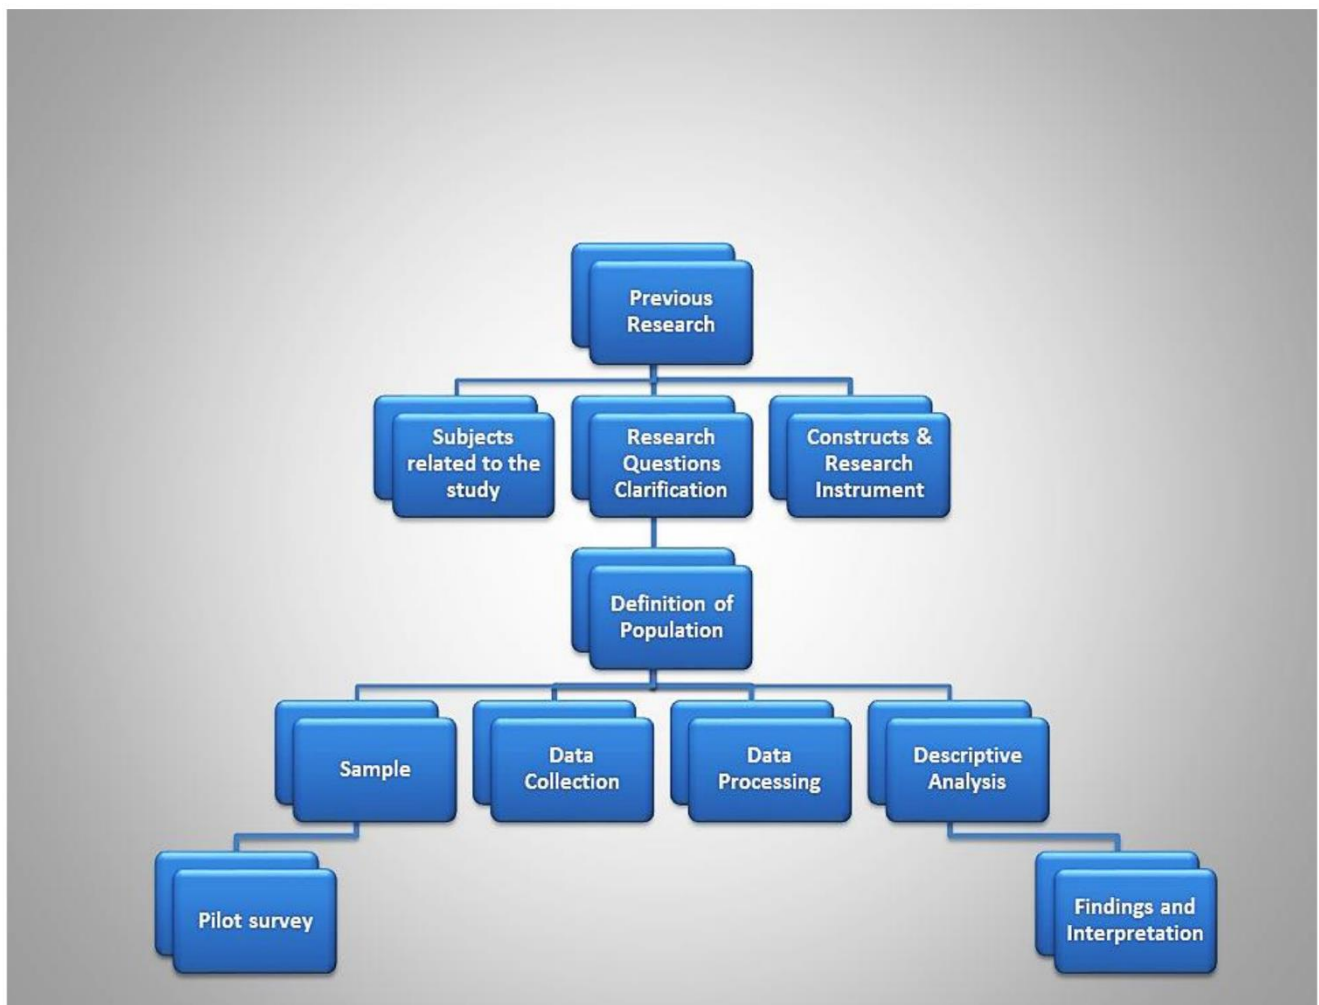 Previous
Research
Subjects
related to the
study
Research
Questions
Clarification
Constructs &
Research
Instrument
Definition of
Population
Sample
Data
Collection
Data
Processing
Descriptive
Analysis
Pilot survey
Findings and
Interpretation